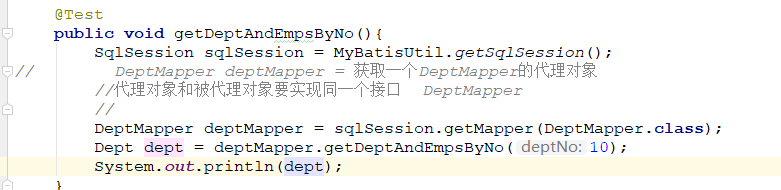 @Test
public void getDeptAndEmpsByNo(){
SqlSession sqlSession = MyBatisUtil.getSqlSession();
// DeptMapper deptMapper = 获取一个DeptMapper的代理对象
//代理对象和被代理对象要实现同一个接口 DeptMapper
//
DeptMapper deptMapper = sqlSession.getMapper(DeptMapper.class);
Dept dept = deptMapper.getDeptAndEmpsByNo( deptNo: 10);
System.out.println(dept);
}